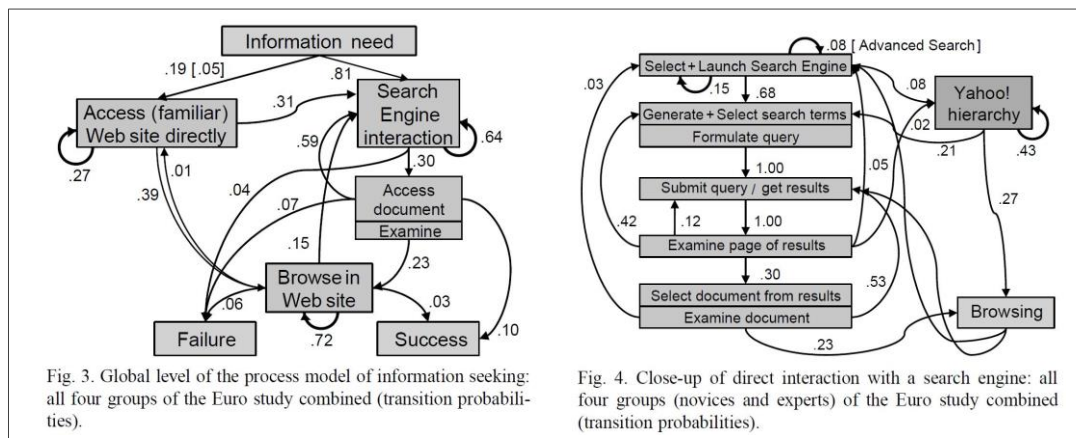 Information need
.19 [.05]
.81
Access (familiar)
Web site directly
.31
Search
Engine
interaction
.64
.27
.59
.30
.01
.39
.04
.07
Access
document
Examine
.15
.23
Browse in
Web site
.06
.03
.10
.72
Failure
Success
Fig. 3. Global level of the process model of information seeking:
all four groups of the Euro study combined (transition probabili-
ties).
.08 [ Advanced Search]
Select+ Launch Search Engine
.03
.15
.68
.08
Yahoo!
hierarchy
Generate + Select search terms
Formulate query
.02
.21
.43
1.00
.05
Submit query / get results
.27
.42
.12
1.00
Examine page of results
.30
.53
Select document from results
Examine document
Browsing
.23
Fig. 4. Close-up of direct interaction with a search engine: all
four groups (novices and experts) of the Euro study combined
(transition probabilities).